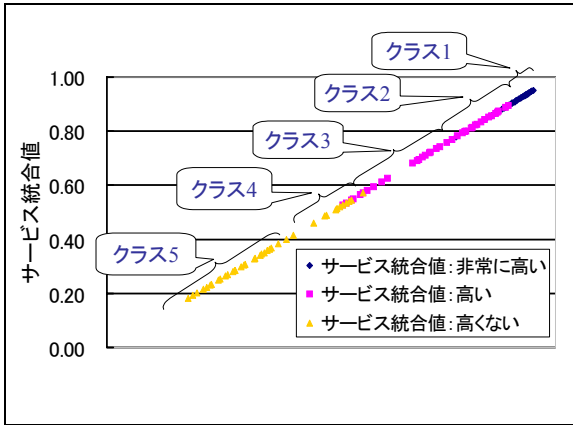 クラス1
クラス2
クラス3
クラス4
クラス5
1.00
0.80
0.60
0.40
0.20
0.00
サービス統合値
サービス統合値:非常に高い
サービス統合値:高い
サービス統合値:高くない